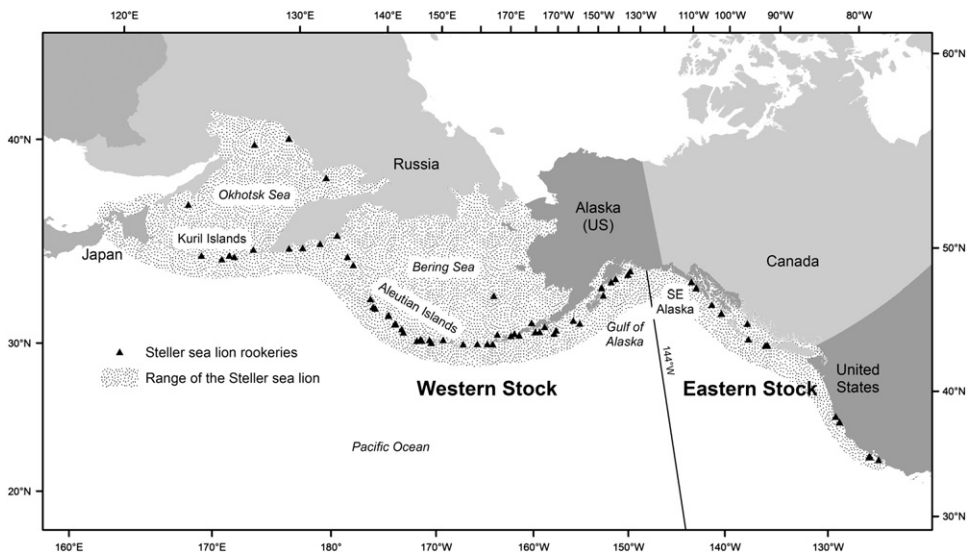 120°E 130°E 140°E 150°E 170°E 170°W 150°W 130°W 110°W 100°W 90°W 80°W
60°N
40°N
Russia
Okhotsk Sea
Alaska
(US)
Kuril Islands
Japan
50°N
Canada
Bering Sea
SE
Alaska
Aleutian Islands
Gulf of
Alaska
30°N
Steller sea lion rookeries
144°W
Range of the Steller sea lion
Western Stock
Eastern Stock
United
States
40°N
Pacific Ocean
20°N
30°N
160°E 170°E 180° 170°W 160°W 150°W 140°W 130°W